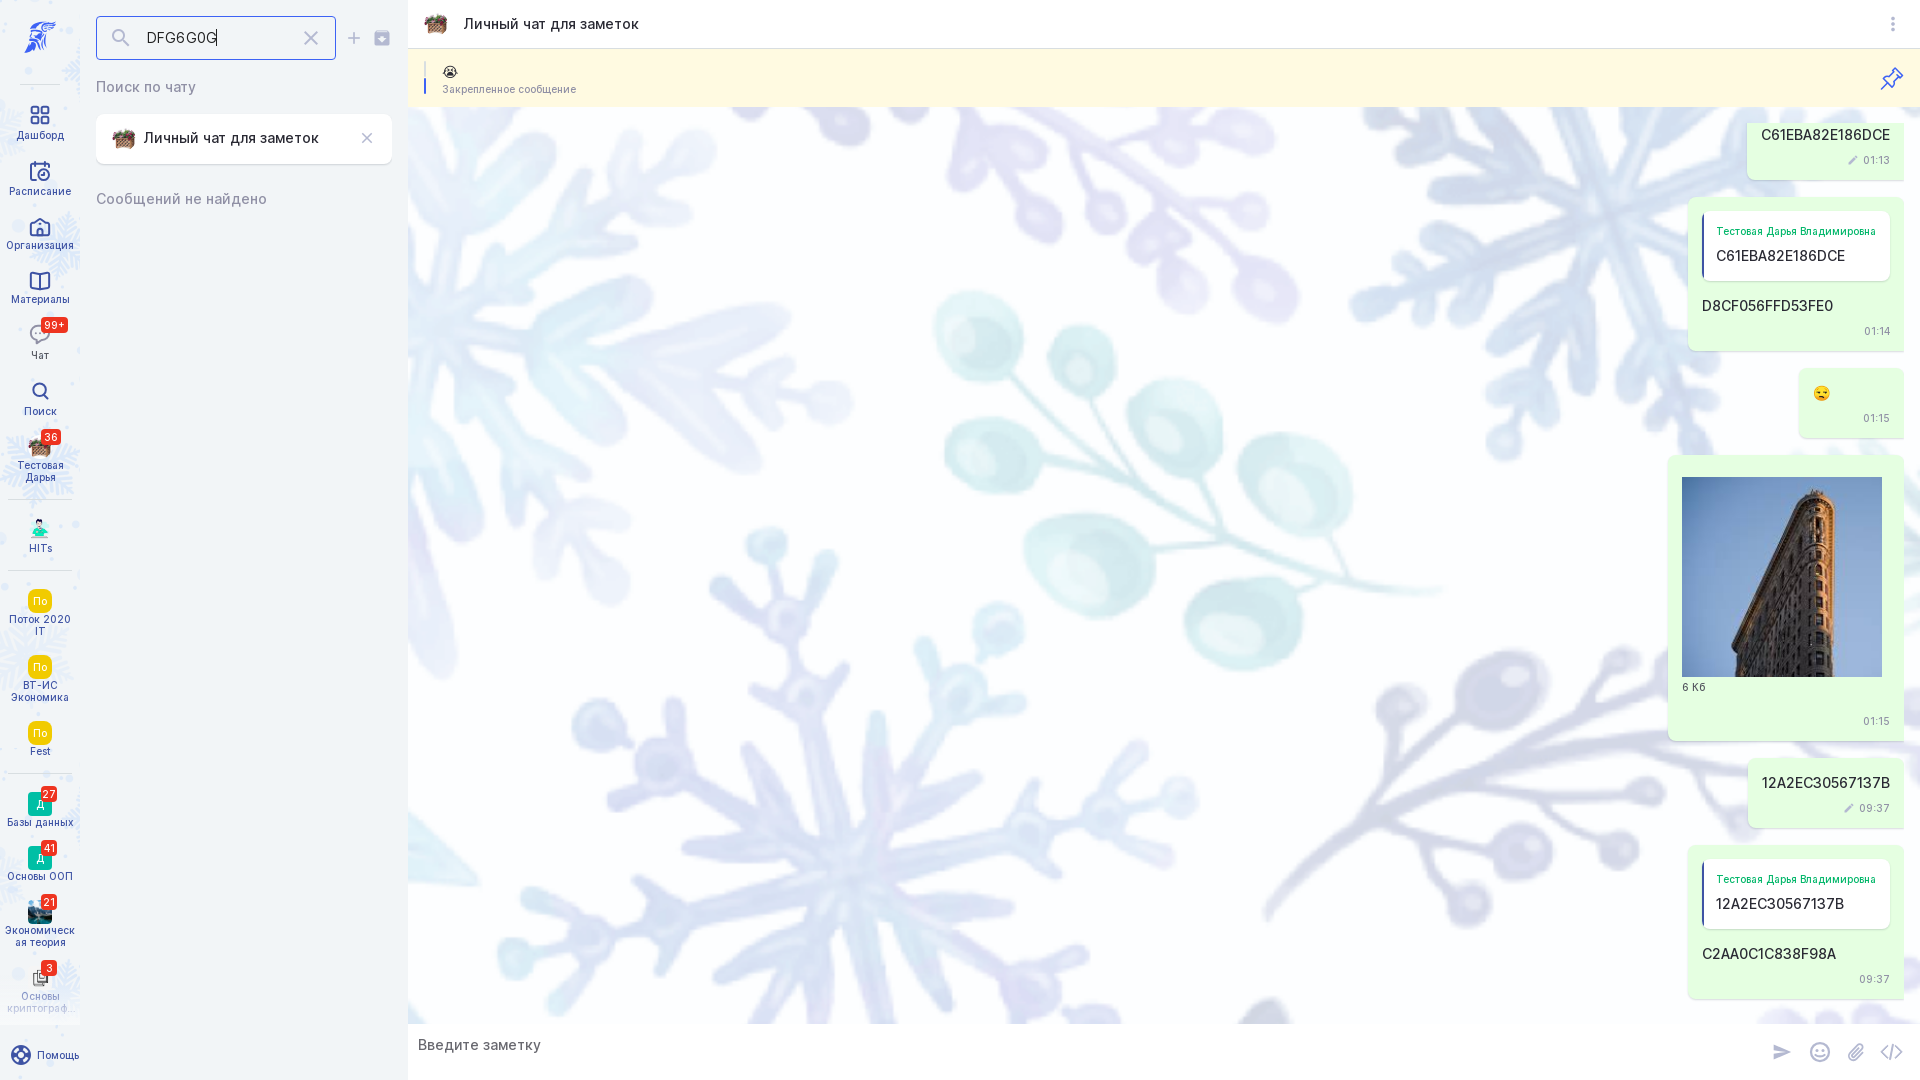 DFG6G0G
Поиск по чату
Личный чат для заметок
Сообщений не найдено
Дашборд
Расписание
Организация
Материалы
99+
Чат
Поиск
36
Тестовая
Дарья
HITs
По
Поток 2020
IT
По
ВТ-ИС
Экономика
По
Fest
27
Д
Базы данных
41
Д
Основы ООП
21
Экономическ
ая теория
3
Основы
криптограф...
Помощь
Личный чат для заметок
Закрепленное сообщение
C61EBA82E186DCE
01:13
Тестовая Дарья Владимировна
C61EBA82E186DCE
D8CF056FFD53FE0
01:14
01:15
6 Кб
01:15
12A2EC30567137B
09:37
Тестовая Дарья Владимировна
12A2EC30567137B
C2AA0C1C838F98A
09:37
Введите заметку